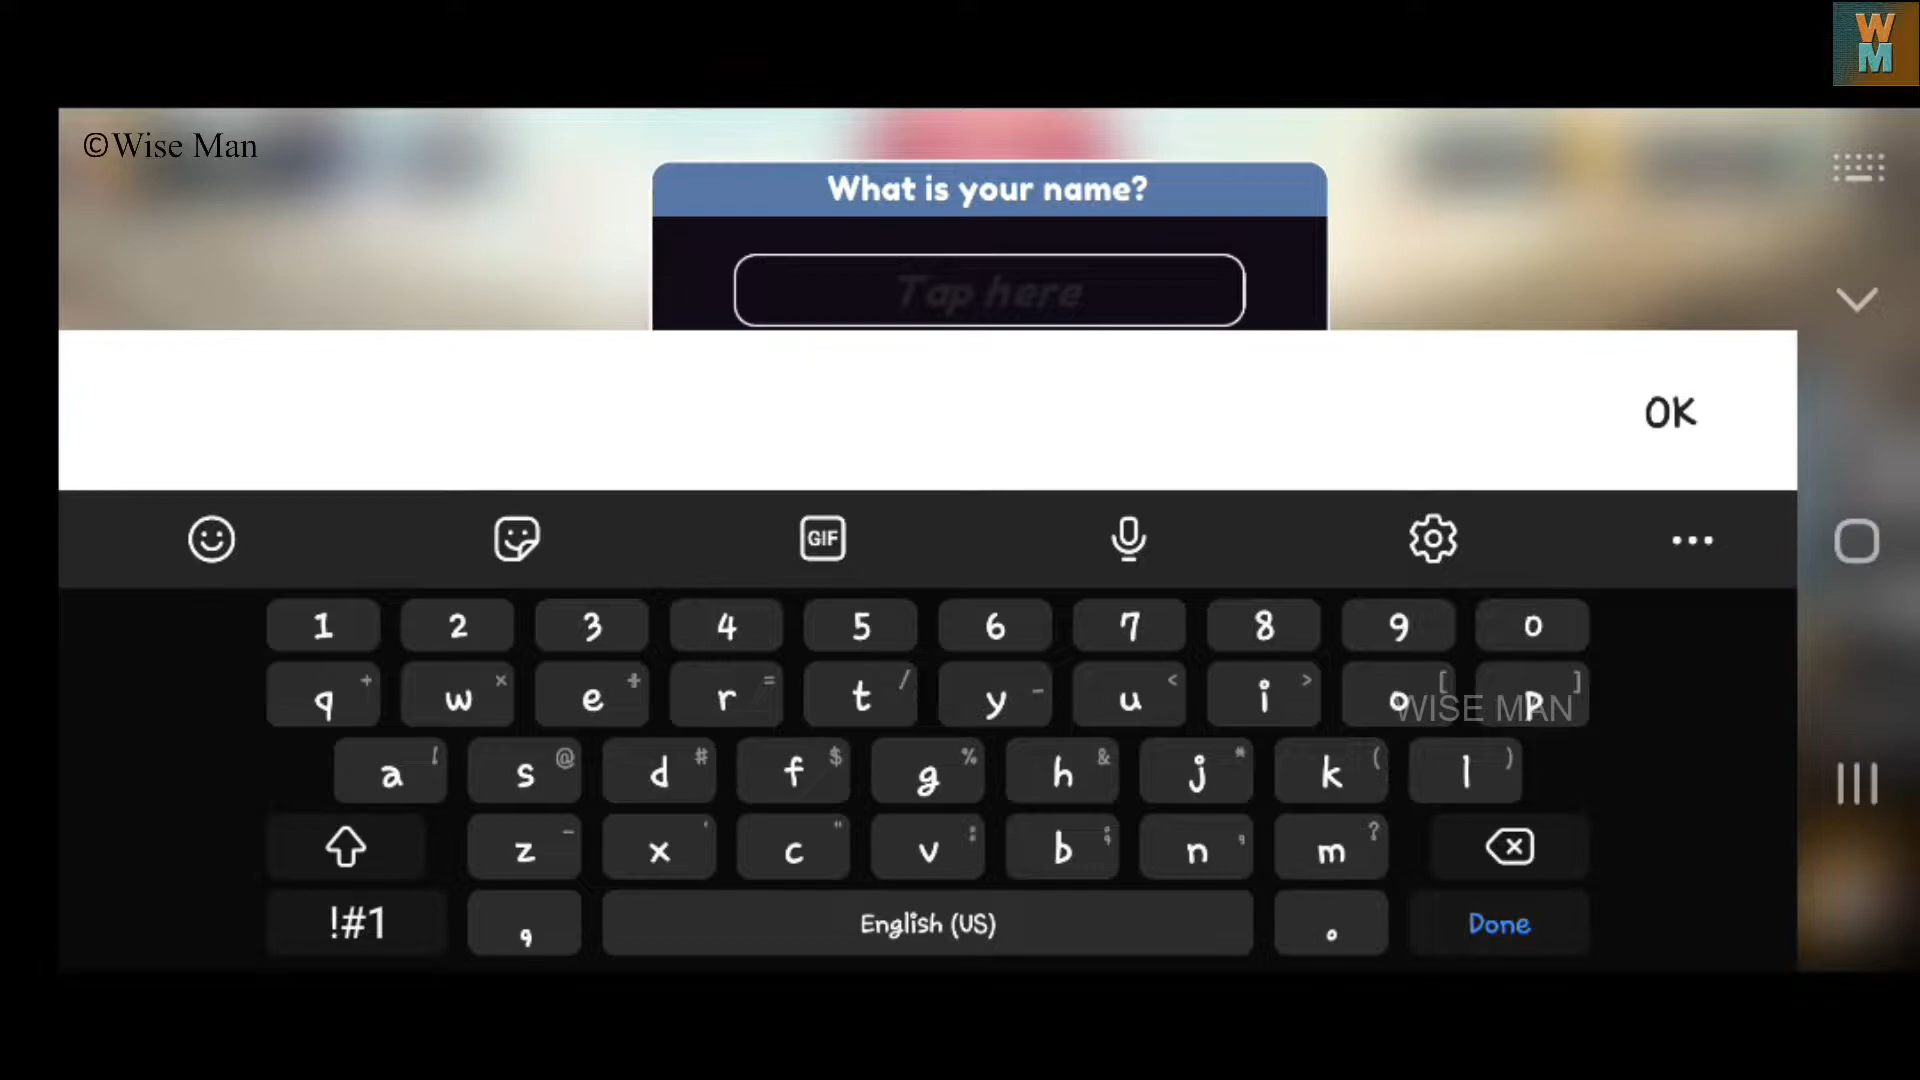 W
M
©Wise Man
What is your name?
Tap here
OK
GIF
1 2 3 4 5 6 7 8 9 0
q + w × e ÷ r = t / y - u < i > o [ p ]
WISE MAN
a ! s @ d # f $ g % h & j * k ( l )
z - x ' c " v : b ; n , m ?
!#1 , English (US) . Done